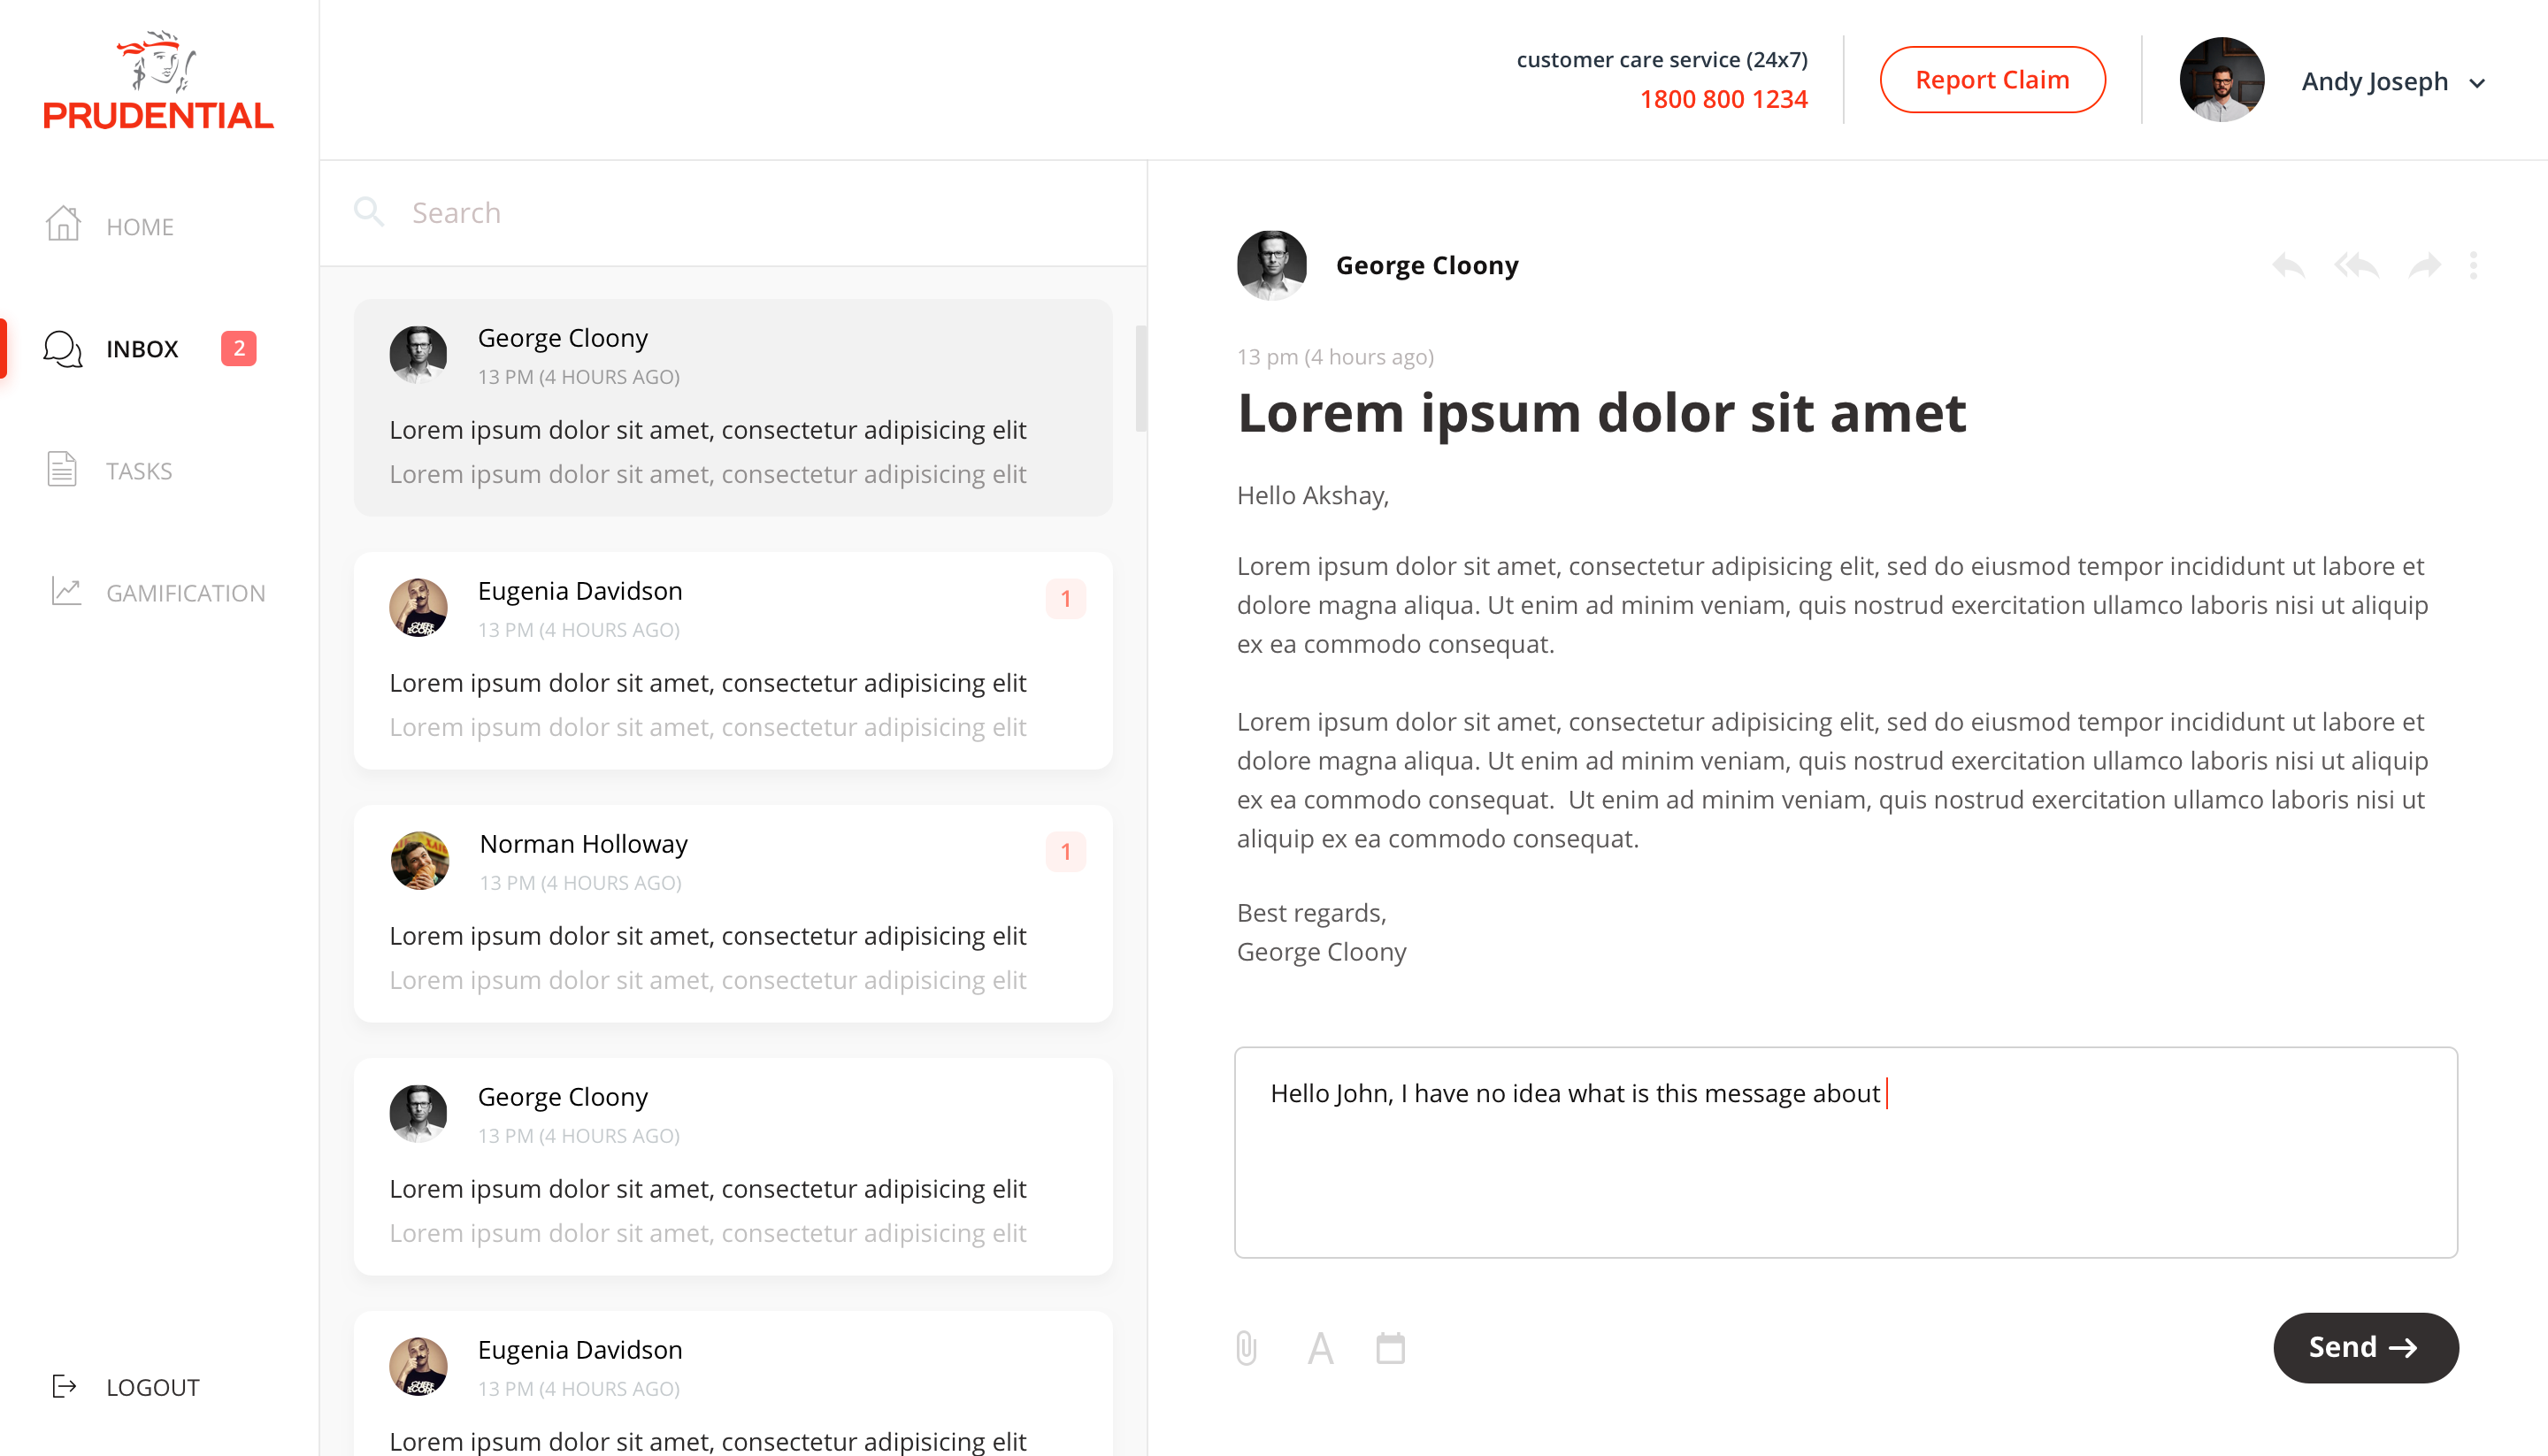 PRUDENTIAL
customer care service (24x7)
1800 800 1234
Report Claim
Andy Joseph
HOME
INBOX
2
TASKS
GAMIFICATION
LOGOUT
Search
George Cloony
13 PM (4 HOURS AGO)
Lorem ipsum dolor sit amet, consectetur adipisicing elit
Lorem ipsum dolor sit amet, consectetur adipisicing elit
Eugenia Davidson
1
13 PM (4 HOURS AGO)
Lorem ipsum dolor sit amet, consectetur adipisicing elit
Lorem ipsum dolor sit amet, consectetur adipisicing elit
Norman Holloway
1
13 PM (4 HOURS AGO)
Lorem ipsum dolor sit amet, consectetur adipisicing elit
Lorem ipsum dolor sit amet, consectetur adipisicing elit
George Cloony
13 PM (4 HOURS AGO)
Lorem ipsum dolor sit amet, consectetur adipisicing elit
Lorem ipsum dolor sit amet, consectetur adipisicing elit
Eugenia Davidson
13 PM (4 HOURS AGO)
Lorem ipsum dolor sit amet, consectetur adipisicing elit
George Cloony
13 pm (4 hours ago)
Lorem ipsum dolor sit amet
Hello Akshay,
Lorem ipsum dolor sit amet, consectetur adipisicing elit, sed do eiusmod tempor incididunt ut labore et
dolore magna aliqua. Ut enim ad minim veniam, quis nostrud exercitation ullamco laboris nisi ut aliquip
ex ea commodo consequat.
Lorem ipsum dolor sit amet, consectetur adipisicing elit, sed do eiusmod tempor incididunt ut labore et
dolore magna aliqua. Ut enim ad minim veniam, quis nostrud exercitation ullamco laboris nisi ut aliquip
ex ea commodo consequat.  Ut enim ad minim veniam, quis nostrud exercitation ullamco laboris nisi ut
aliquip ex ea commodo consequat.
Best regards,
George Cloony
Hello John, I have no idea what is this message about
A
Send